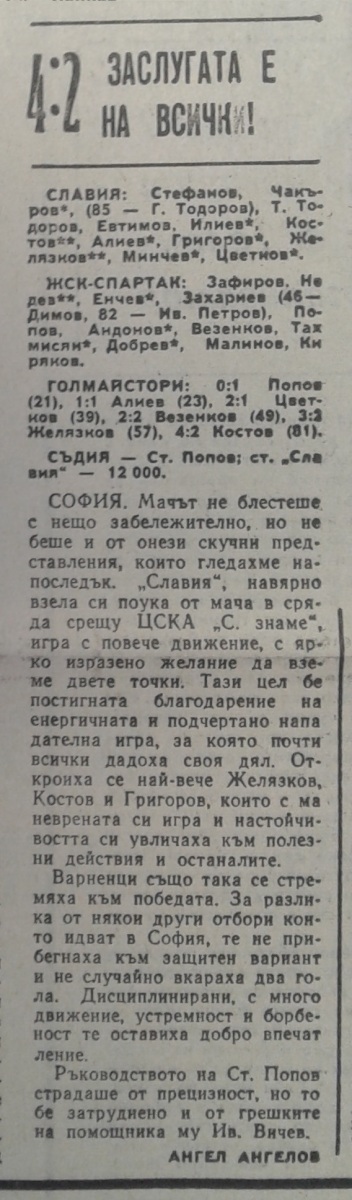 4:2 ЗАСЛУГАТА Е
НА ВСИЧКИ!
СЛАВИЯ: Стефанов, Чакъ-
ров*, (85 — Г. Тодоров), Т. То-
доров, Евтимов, Илиев*, Кос-
тов**, Алиев*, Григоров*, Же-
лязков**, Минчев*, Цветков*.
ЖСК-СПАРТАК: Зафиров, Не
дев**, Енчев*, Захариев (46—
Димов, 82 — Ив. Петров), По-
пов, Андонов*, Везенков, Тах
мисян*, Добрев*, Малинов, Ки
ряков.
ГОЛМАЙСТОРИ: 0:1 Попов
(21), 1:1 Алиев (23), 2:1 Цвет-
ков (39), 2:2 Везенков (49), 3:2
Желязков (57), 4:2 Костов (81).
СЪДИЯ — Ст. Попов; ст. „Сла
вия“ — 12 000.
СОФИЯ. Мачът не блестеше
с нещо забележително, но не
беше и от онези скучни пред-
ставления, които гледахме на-
последък. „Славия“, навярно
взела си поука от мача в сря-
да срещу ЦСКА „С. знаме“,
игра с повече движение, с яр-
ко изразено желание да взе-
ме двете точки. Тази цел бе
постигната благодарение на
енергичната и подчертано напа
дателна игра, за която почти
всички дадоха своя дял. От-
кроиха се най-вече Желязков,
Костов и Григоров, които с ма
неврената си игра и настойчи-
востта си увличаха към полез-
ни действия и останалите.
Варненци също така се стре-
мяха към победата. За разли-
ка от някои други отбори кои-
то идват в София, те не при-
бегнаха към защитен вариант
и не случайно вкараха два го-
ла. Дисциплинирани, с много
движение, устременост и борбе-
ност те оставиха добро впечат
ление.
Ръководството на Ст. Попов
страдаше от прецизност, но то
бе затруднено и от грешките
на помощника му Ив. Вичев.
АНГЕЛ АНГЕЛОВ